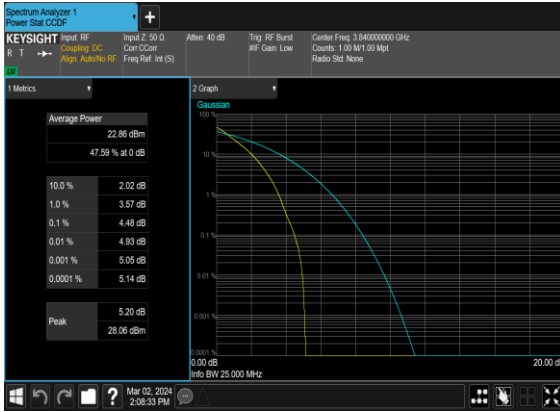 Spectrum Analyzer 1
Power Stat CCDF
+
KEYSIGHT Input: RF Input Z: 50 Ω Atten: 40 dB Trig: RF Burst Center Freq: 3.840000000 GHz
R T Coupling: DC Corr CCorr #IF Gain: Low Counts: 1.00 M/1.00 Mpt
Align: Auto/No RF Freq Ref: Int (S) Radio Std: None
1 Metrics
2 Graph
Average Power
22.86 dBm
47.59 % at 0 dB
10.0 % 2.02 dB
1.0 % 3.57 dB
0.1 % 4.48 dB
0.01 % 4.93 dB
0.001 % 5.05 dB
0.0001 % 5.14 dB
Peak
5.20 dB
28.06 dBm
Gaussian
100 %
10 %
1 %
0.1 %
0.01 %
0.001 %
0.0001 %
0.00 dB 20.00 d
Info BW 25.000 MHz
?
Mar 02, 2024
2:08:33 PM